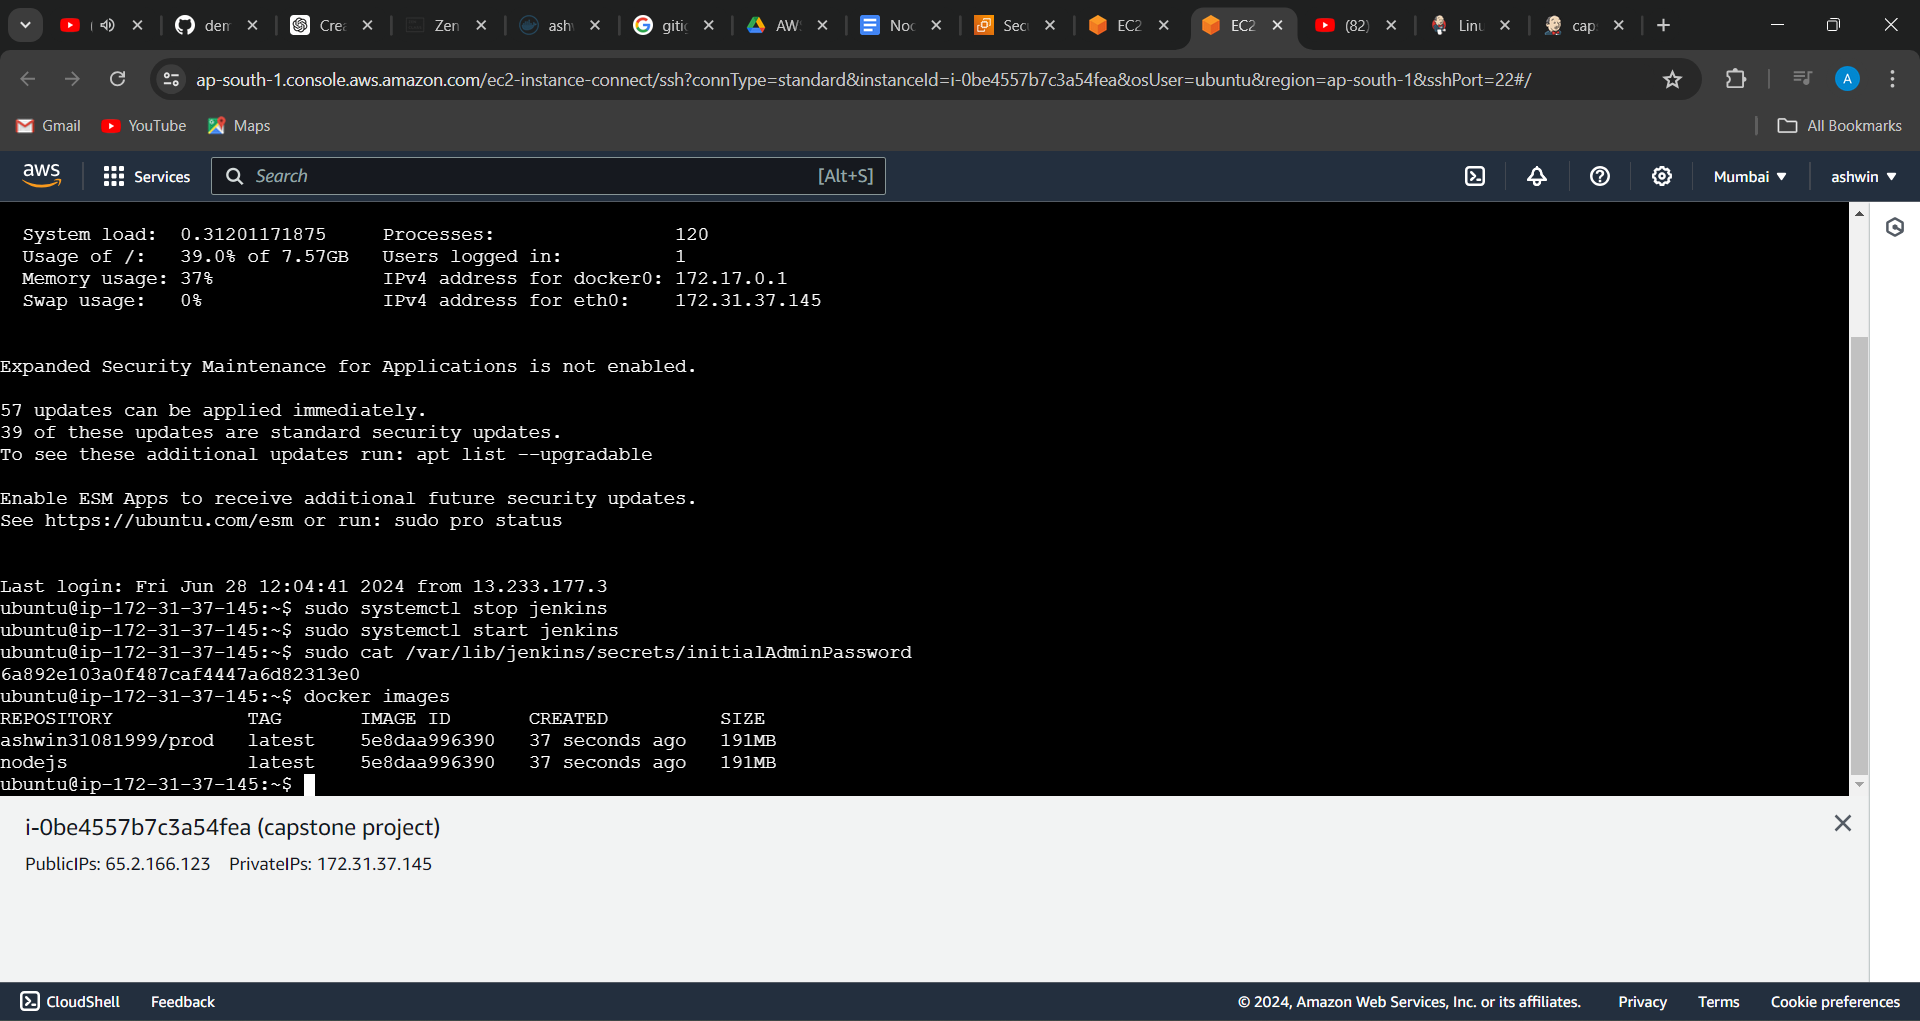 dem
Crea
Zen
ash
giti
AWS
Noc
Sec
EC2
EC2
(82)
Linu
cap
ap-south-1.console.aws.amazon.com/ec2-instance-connect/ssh?connType=standard&instanceId=i-0be4557b7c3a54fea&osUser=ubuntu&region=ap-south-1&sshPort=22#/
A
Gmail YouTube Maps All Bookmarks
aws Services Search [Alt+S] Mumbai ashwin
System load: 0.31201171875 Processes: 120
Usage of /: 39.0% of 7.57GB Users logged in: 1
Memory usage: 37% IPv4 address for docker0: 172.17.0.1
Swap usage: 0% IPv4 address for eth0: 172.31.37.145
Expanded Security Maintenance for Applications is not enabled.
57 updates can be applied immediately.
39 of these updates are standard security updates.
To see these additional updates run: apt list --upgradable
Enable ESM Apps to receive additional future security updates.
See https://ubuntu.com/esm or run: sudo pro status
Last login: Fri Jun 28 12:04:41 2024 from 13.233.177.3
ubuntu@ip-172-31-37-145:~$ sudo systemctl stop jenkins
ubuntu@ip-172-31-37-145:~$ sudo systemctl start jenkins
ubuntu@ip-172-31-37-145:~$ sudo cat /var/lib/jenkins/secrets/initialAdminPassword
6a892e103a0f487caf4447a6d82313e0
ubuntu@ip-172-31-37-145:~$ docker images
REPOSITORY TAG IMAGE ID CREATED SIZE
ashwin31081999/prod latest 5e8daa996390 37 seconds ago 191MB
nodejs latest 5e8daa996390 37 seconds ago 191MB
ubuntu@ip-172-31-37-145:~$
i-0be4557b7c3a54fea (capstone project)
PublicIPs: 65.2.166.123 PrivateIPs: 172.31.37.145
CloudShell Feedback © 2024, Amazon Web Services, Inc. or its affiliates. Privacy Terms Cookie preferences